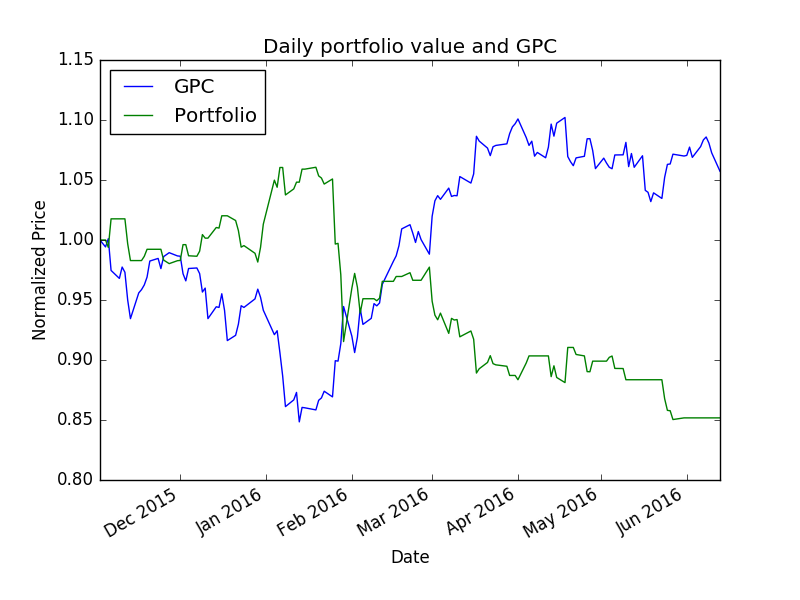 Daily portfolio value and GPC
GPC
Portfolio
1.15
1.10
1.05
1.00
0.95
0.90
0.85
0.80
Normalized Price
Dec 2015
Jan 2016
Feb 2016
Mar 2016
Apr 2016
May 2016
Jun 2016
Date